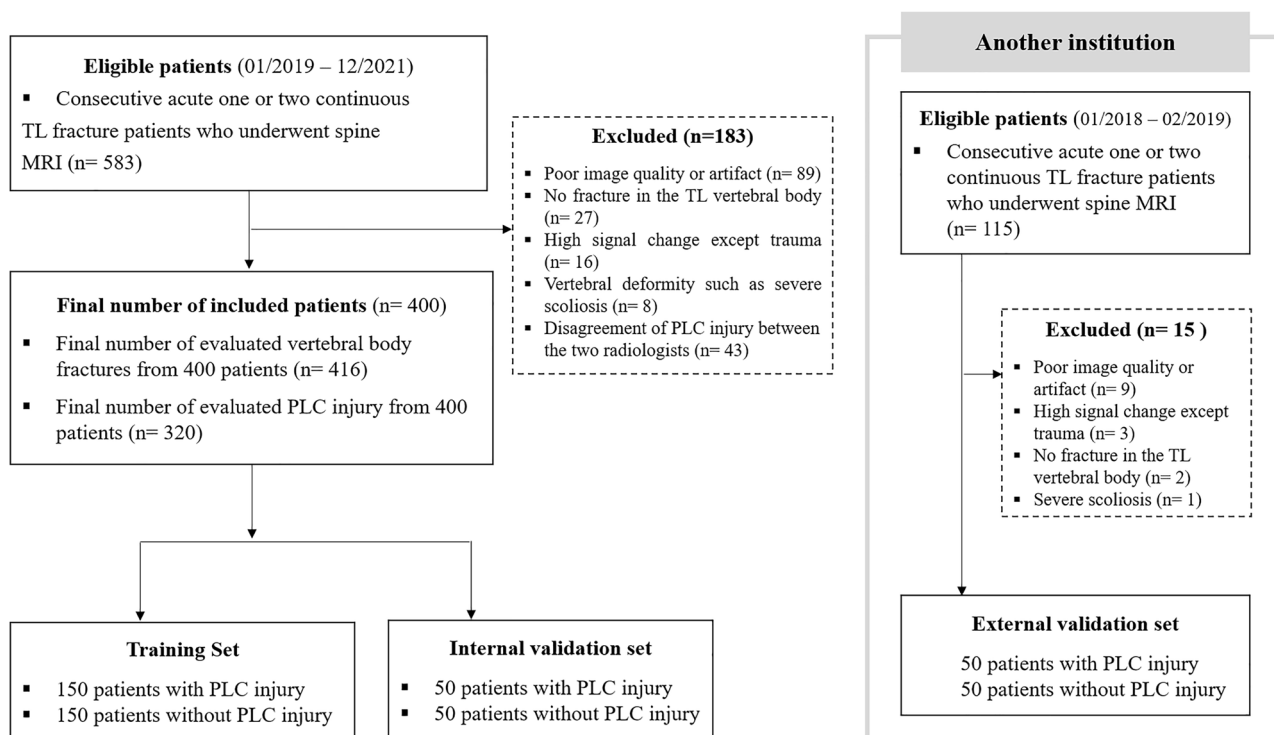 Eligible patients (01/2019 – 12/2021)
▪ Consecutive acute one or two continuous
TL fracture patients who underwent spine
MRI (n= 583)
Excluded (n=183)
▪ Poor image quality or artifact (n= 89)
▪ No fracture in the TL vertebral body
(n= 27)
▪ High signal change except trauma
(n= 16)
▪ Vertebral deformity such as severe
scoliosis (n= 8)
▪ Disagreement of PLC injury between
the two radiologists (n= 43)
Final number of included patients (n= 400)
▪ Final number of evaluated vertebral body
fractures from 400 patients (n= 416)
▪ Final number of evaluated PLC injury from 400
patients (n= 320)
Training Set
▪ 150 patients with PLC injury
▪ 150 patients without PLC injury
Internal validation set
▪ 50 patients with PLC injury
▪ 50 patients without PLC injury
Another institution
Eligible patients (01/2018 – 02/2019)
▪ Consecutive acute one or two
continuous TL fracture patients
who underwent spine MRI
(n= 115)
Excluded (n= 15 )
▪ Poor image quality or
artifact (n= 9)
▪ High signal change except
trauma (n= 3)
▪ No fracture in the TL
vertebral body (n= 2)
▪ Severe scoliosis (n= 1)
External validation set
50 patients with PLC injury
50 patients without PLC injury